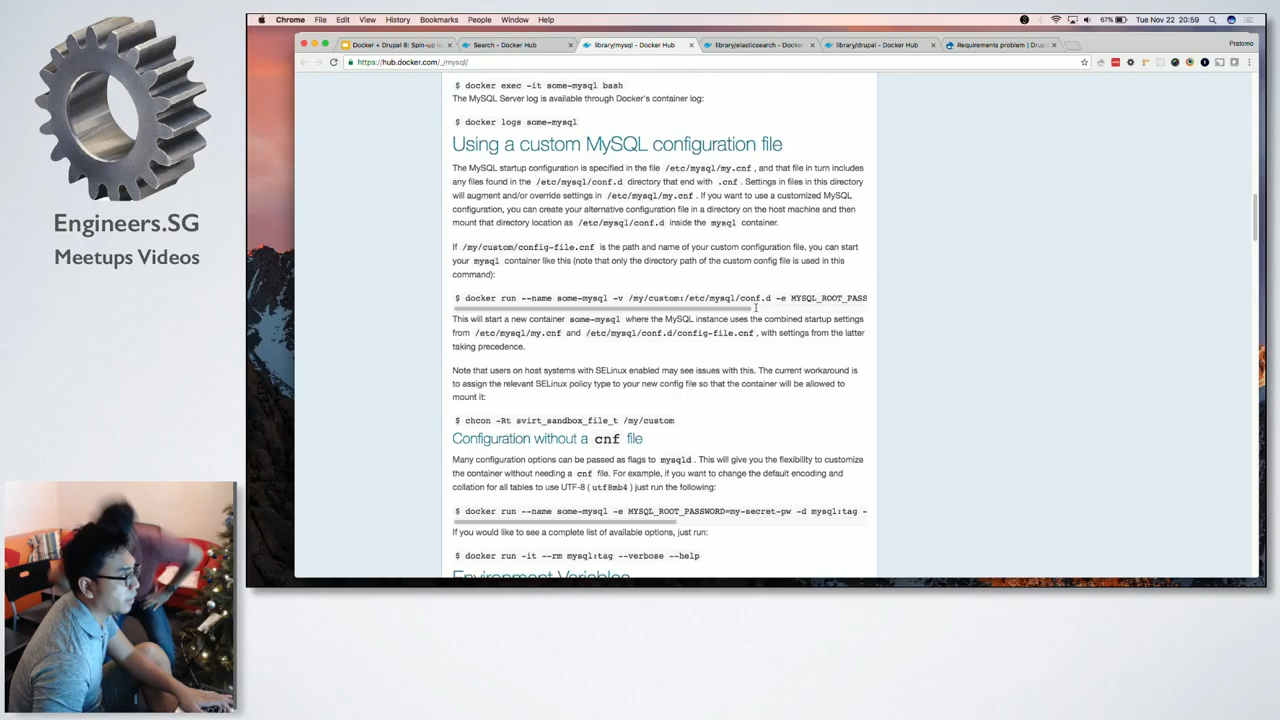 Engineers.SG
Meetups Videos
Chrome File Edit View History Bookmarks People Window Help
67% Tue Nov 22 20:59
Docker + Drupal 8: Spin-up lo
Search - Docker Hub
library/mysql - Docker Hub
library/elasticsearch - Docker
library/drupal - Docker Hub
Requirements problem | Drup
Pratomo
https://hub.docker.com/_/mysql/
$ docker exec -it some-mysql bash
The MySQL Server log is available through Docker's container log:
$ docker logs some-mysql
Using a custom MySQL configuration file
The MySQL startup configuration is specified in the file /etc/mysql/my.cnf , and that file in turn includes
any files found in the /etc/mysql/conf.d directory that end with .cnf . Settings in files in this directory
will augment and/or override settings in /etc/mysql/my.cnf . If you want to use a customized MySQL
configuration, you can create your alternative configuration file in a directory on the host machine and then
mount that directory location as /etc/mysql/conf.d inside the mysql container.
If /my/custom/config-file.cnf is the path and name of your custom configuration file, you can start
your mysql container like this (note that only the directory path of the custom config file is used in this
command):
$ docker run --name some-mysql -v /my/custom:/etc/mysql/conf.d -e MYSQL_ROOT_PASS
This will start a new container some-mysql where the MySQL instance uses the combined startup settings
from /etc/mysql/my.cnf and /etc/mysql/conf.d/config-file.cnf , with settings from the latter
taking precedence.
Note that users on host systems with SELinux enabled may see issues with this. The current workaround is
to assign the relevant SELinux policy type to your new config file so that the container will be allowed to
mount it:
$ chcon -Rt svirt_sandbox_file_t /my/custom
Configuration without a cnf file
Many configuration options can be passed as flags to mysqld . This will give you the flexibility to customize
the container without needing a cnf file. For example, if you want to change the default encoding and
collation for all tables to use UTF-8 ( utf8mb4 ) just run the following:
$ docker run --name some-mysql -e MYSQL_ROOT_PASSWORD=my-secret-pw -d mysql:tag -
If you would like to see a complete list of available options, just run:
$ docker run -it --rm mysql:tag --verbose --help
Environment Variables